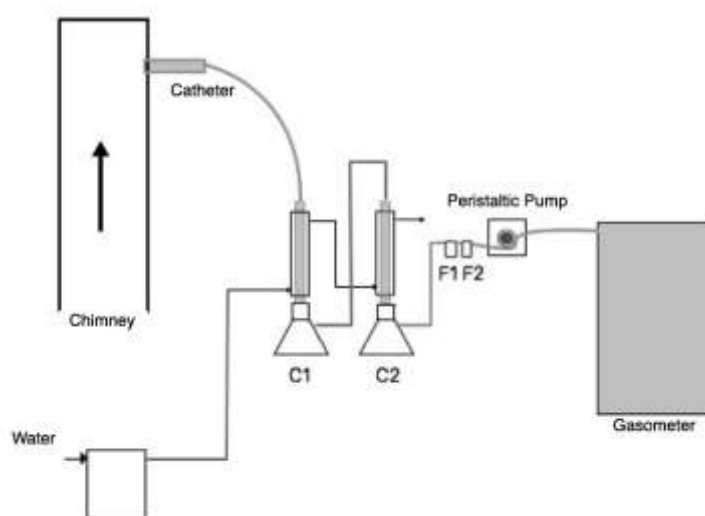 Catheter
Peristaltic Pump
F1 F2
Chimney
C1
C2
Gasometer
Water